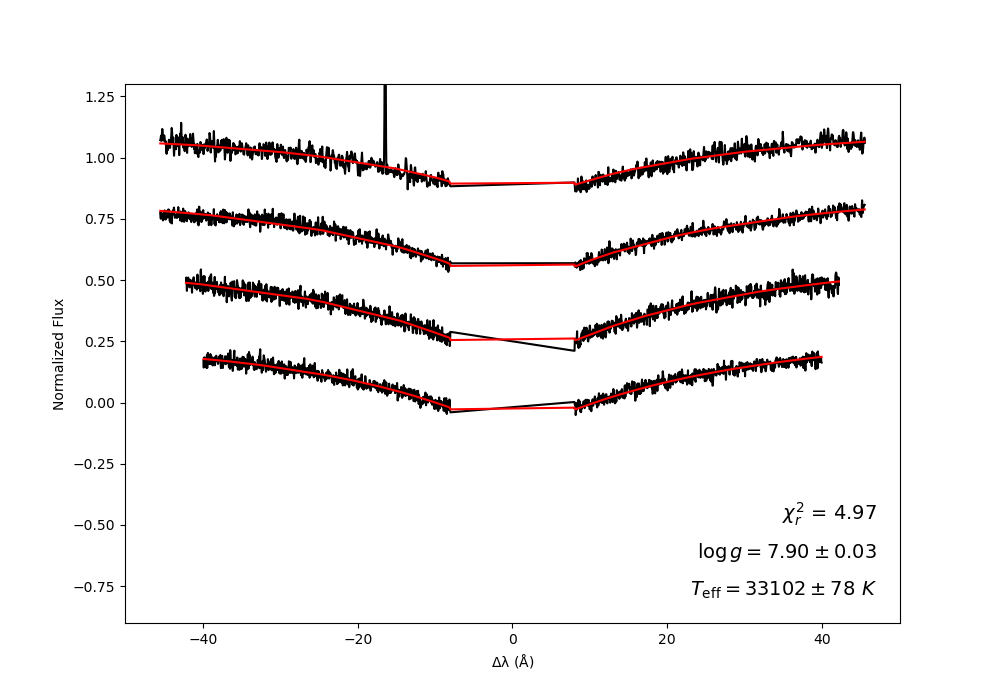 1.25
1.00
0.75
0.50
0.25
0.00
−0.25
−0.50
−0.75
Normalized Flux
χ²ᵣ = 4.97
log g = 7.90 ± 0.03
T_eff = 33102 ± 78 K
−40 −20 0 20 40
Δλ (Å)